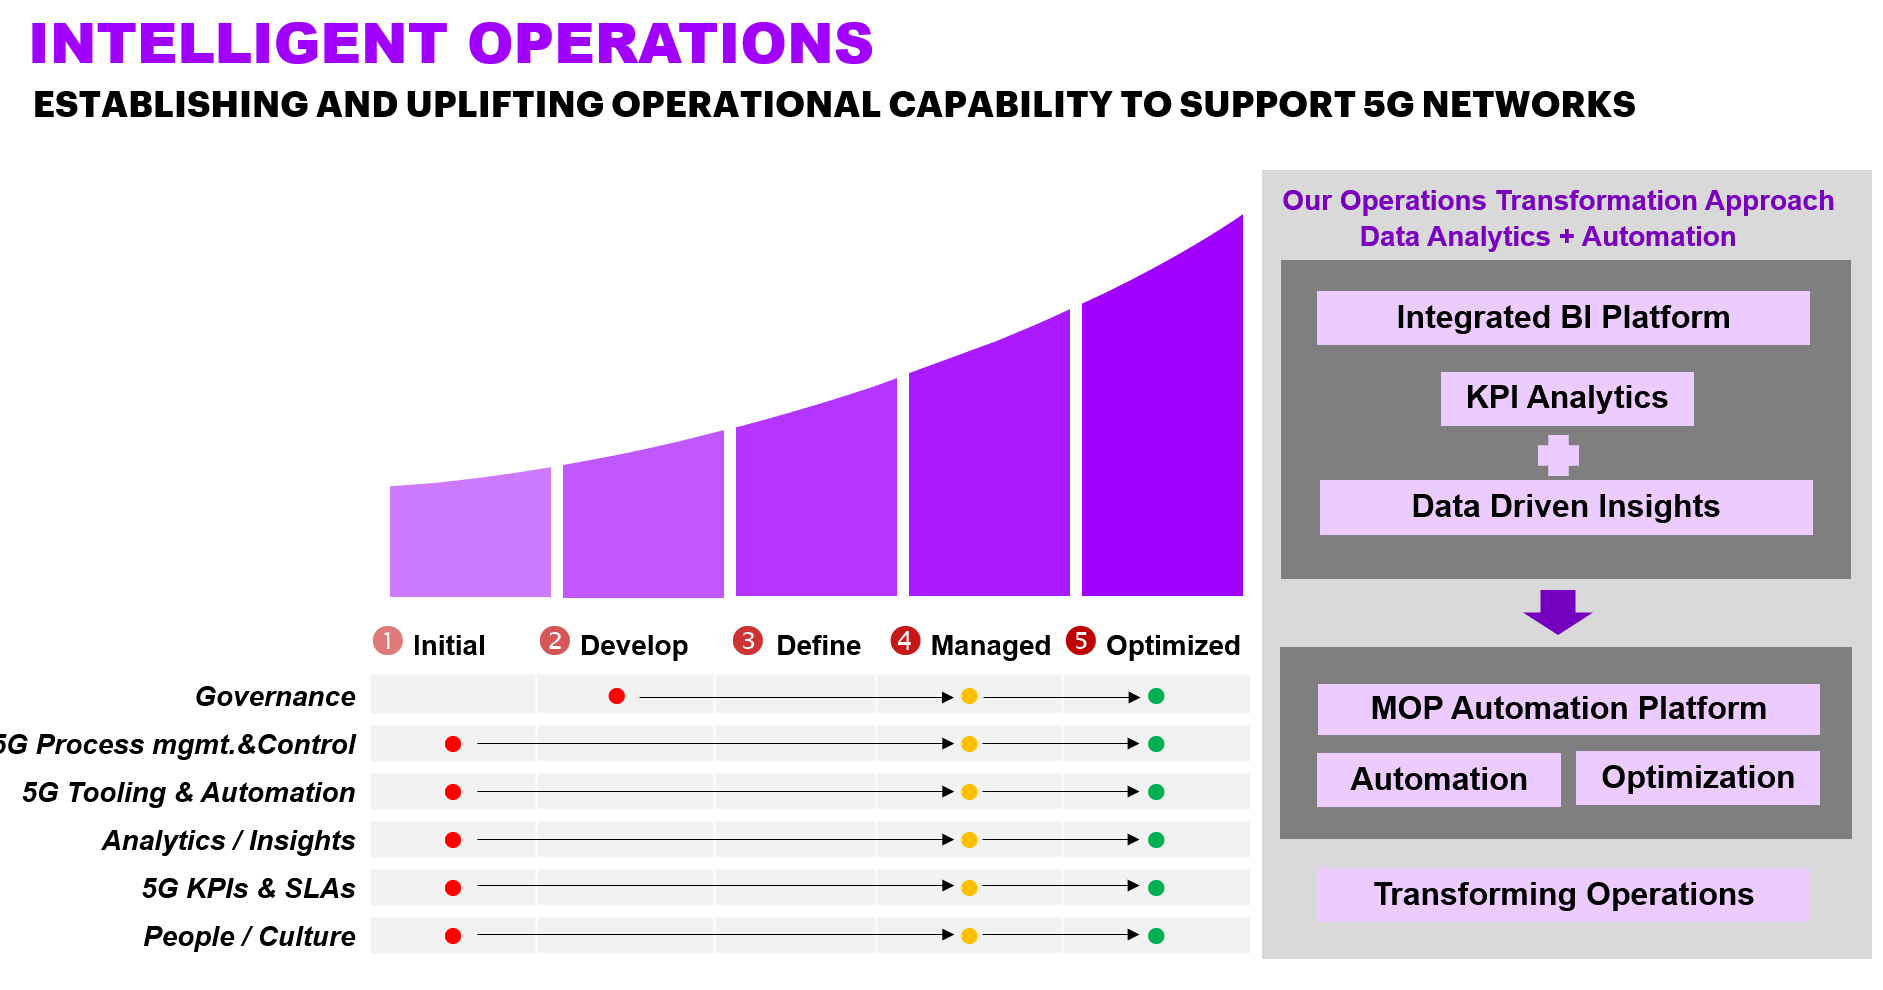 INTELLIGENT OPERATIONS
ESTABLISHING AND UPLIFTING OPERATIONAL CAPABILITY TO SUPPORT 5G NETWORKS
1 Initial
2 Develop
3 Define
4 Managed
5 Optimized
Governance
5G Process mgmt.&Control
5G Tooling & Automation
Analytics / Insights
5G KPIs & SLAs
People / Culture
Our Operations Transformation Approach
Data Analytics + Automation
Integrated BI Platform
KPI Analytics
Data Driven Insights
MOP Automation Platform
Automation
Optimization
Transforming Operations